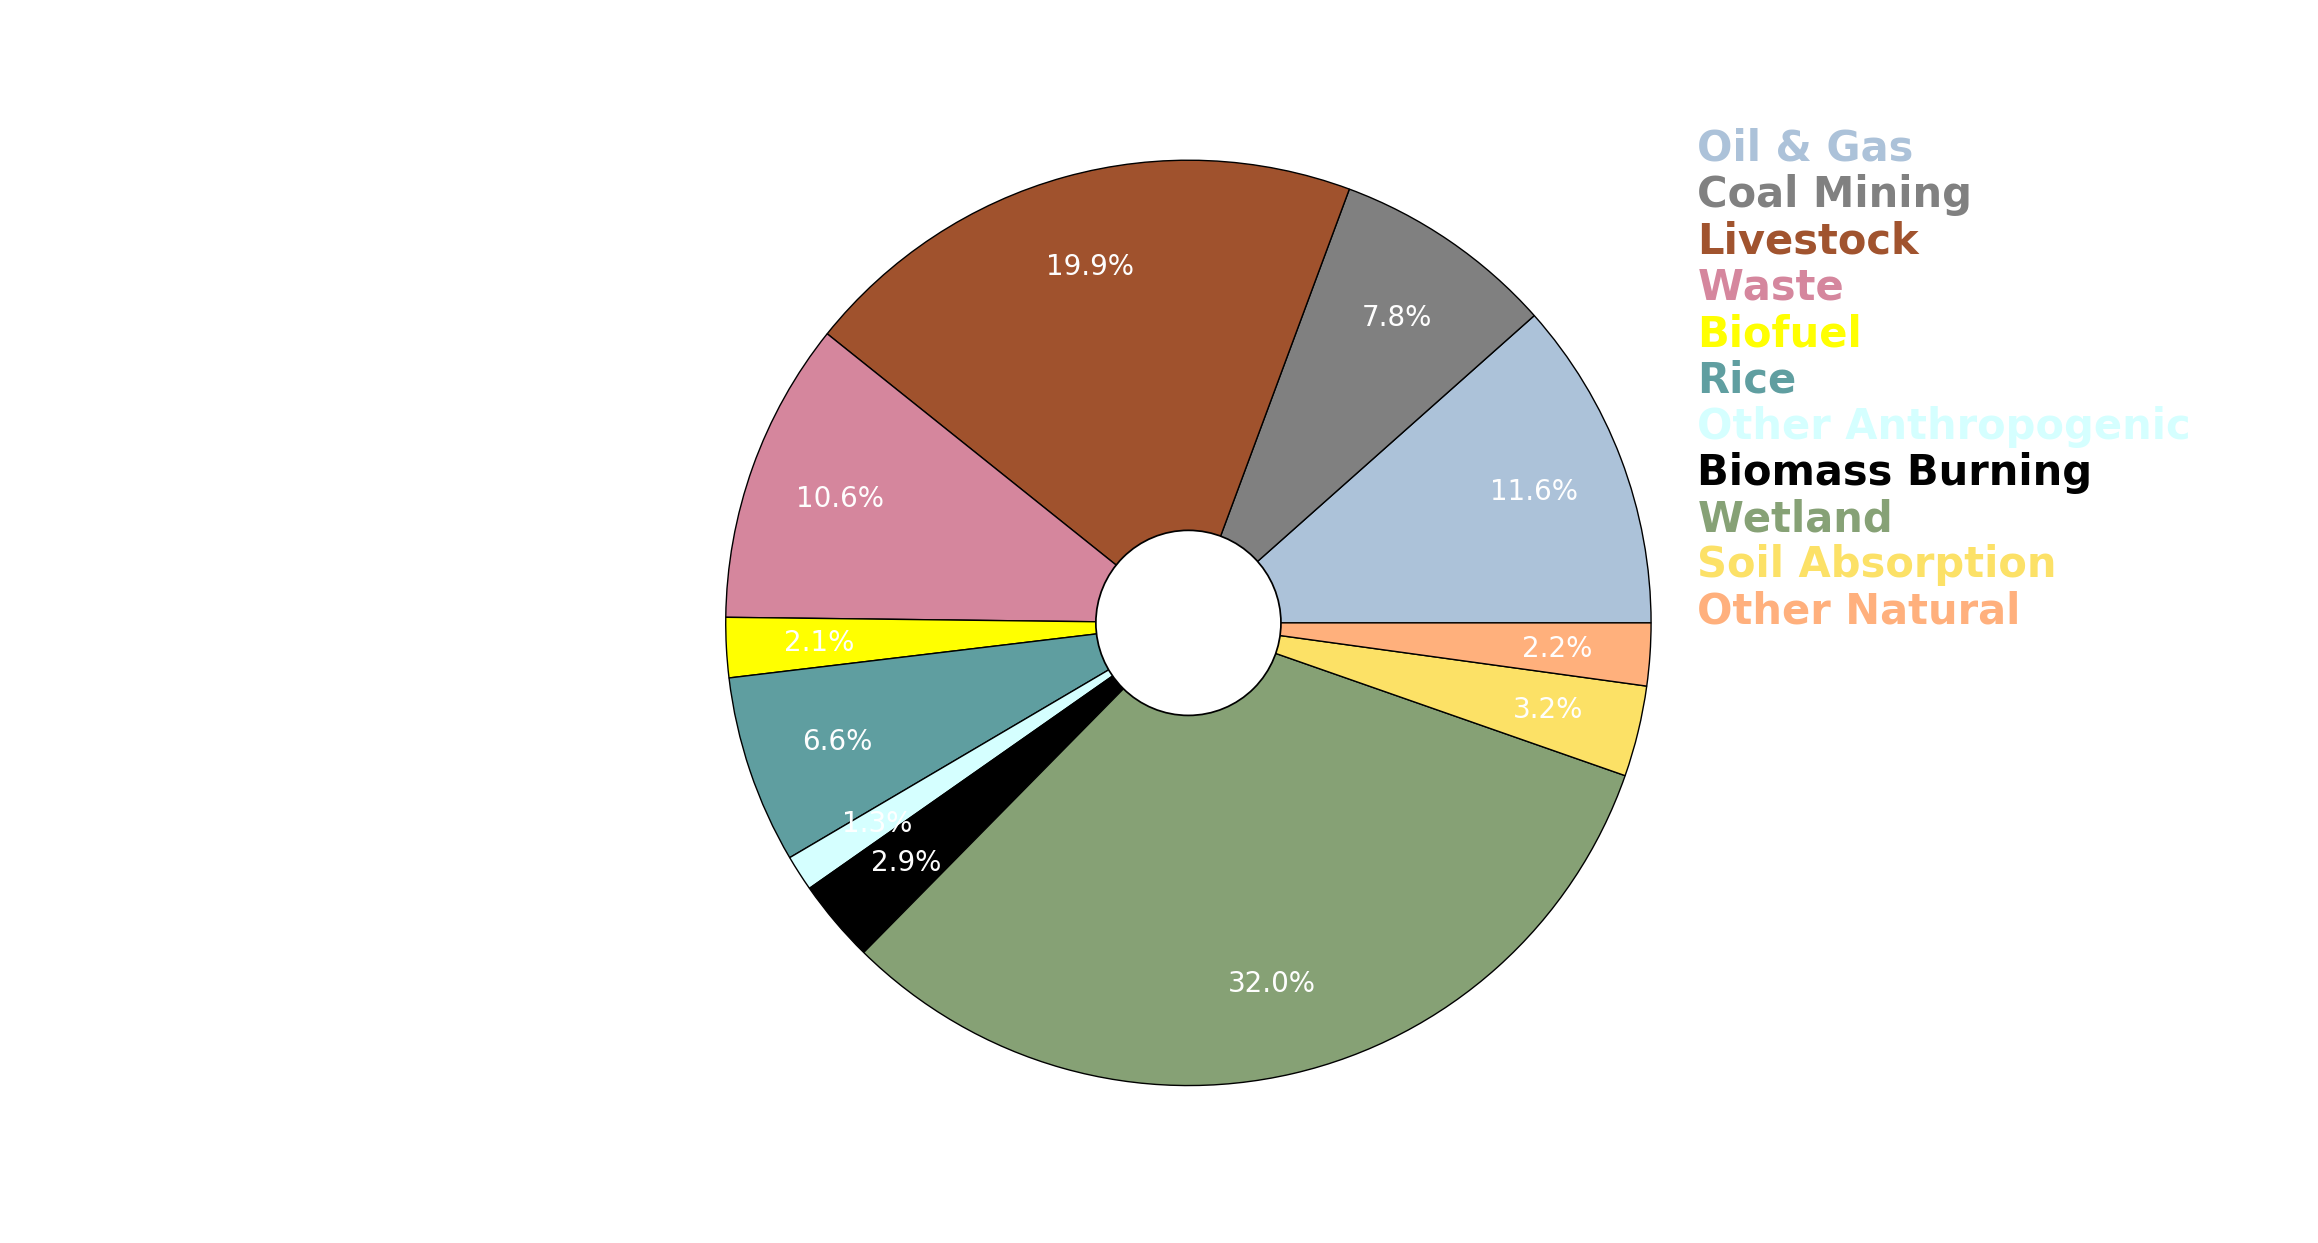 19.9%
7.8%
11.6%
10.6%
2.1%
2.2%
3.2%
6.6%
1.3%
2.9%
32.0%
Oil & Gas
Coal Mining
Livestock
Waste
Biofuel
Rice
Other Anthropogenic
Biomass Burning
Wetland
Soil Absorption
Other Natural